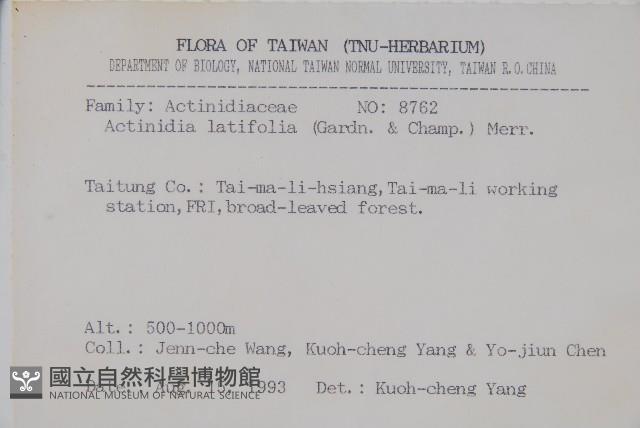 FLORA OF TAIWAN (TNU-HERBARIUM)
DEPARTMENT OF BIOLOGY, NATIONAL TAIWAN NORMAL UNIVERSITY, TAIWAN R.O.CHINA
Family: Actinidiaceae NO: 8762
Actinidia latifolia (Gardn. & Champ.) Merr.
Taitung Co.: Tai-ma-li-hsiang, Tai-ma-li working
station, FRI, broad-leaved forest.
Alt.: 500-1000m
Coll.: Jenn-che Wang, Kuoh-cheng Yang & Yo-jiun Chen
國立自然科學博物館
Date: Aug. 15, 1993 Det.: Kuoh-cheng Yang
NATIONAL MUSEUM OF NATURAL SCIENCE